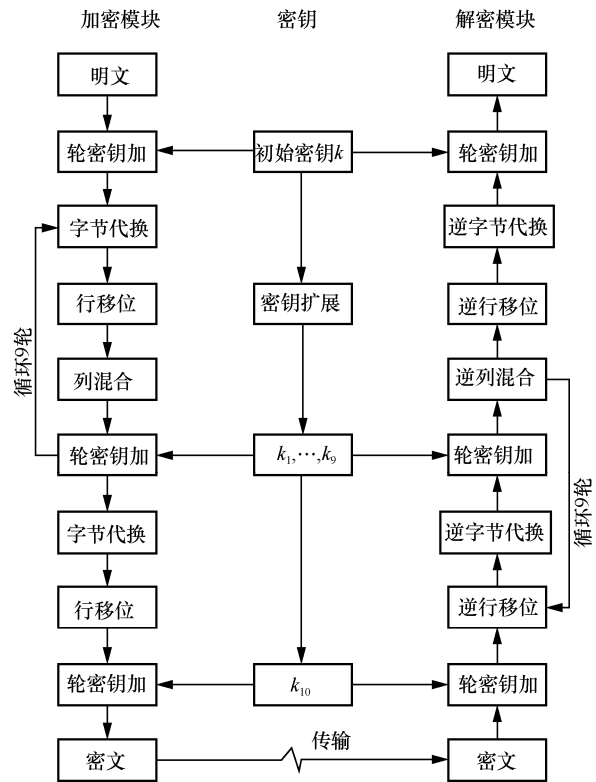 加密模块
密钥
解密模块
明文
明文
轮密钥加
初始密钥k
轮密钥加
字节代换
逆字节代换
行移位
密钥扩展
逆行移位
循环9轮
列混合
逆列混合
轮密钥加
k₁,⋯,k₉
轮密钥加
字节代换
逆字节代换
循环9轮
行移位
逆行移位
轮密钥加
k₁₀
轮密钥加
密文
传输
密文